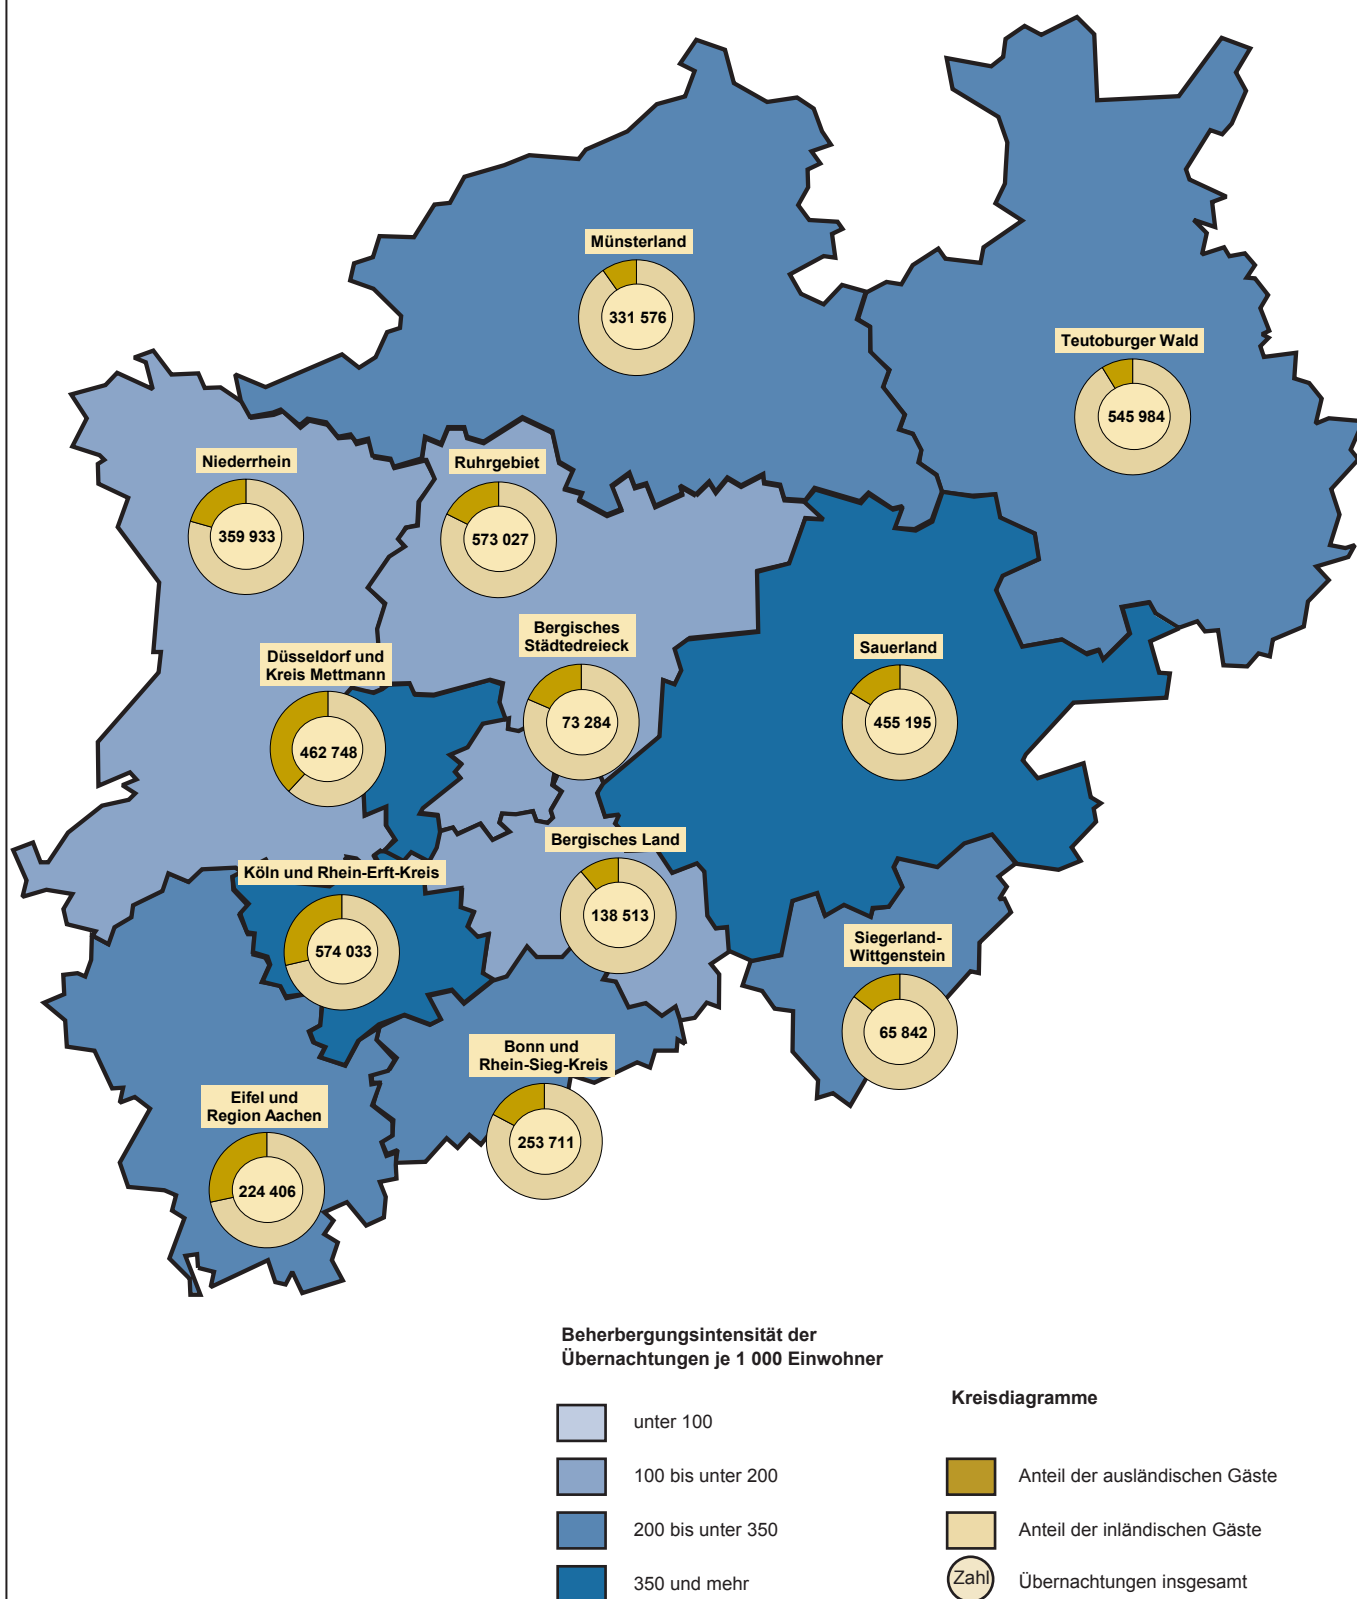 Münsterland
331 576
Teutoburger Wald
545 984
Niederrhein
359 933
Ruhrgebiet
573 027
Bergisches
Städtedreieck
73 284
Düsseldorf und
Kreis Mettmann
462 748
Sauerland
455 195
Bergisches Land
138 513
Köln und Rhein-Erft-Kreis
574 033
Siegerland-
Wittgenstein
65 842
Bonn und
Rhein-Sieg-Kreis
253 711
Eifel und
Region Aachen
224 406
Beherbergungsintensität der
Übernachtungen je 1 000 Einwohner
unter 100
100 bis unter 200
200 bis unter 350
350 und mehr
Kreisdiagramme
Anteil der ausländischen Gäste
Anteil der inländischen Gäste
Zahl
Übernachtungen insgesamt